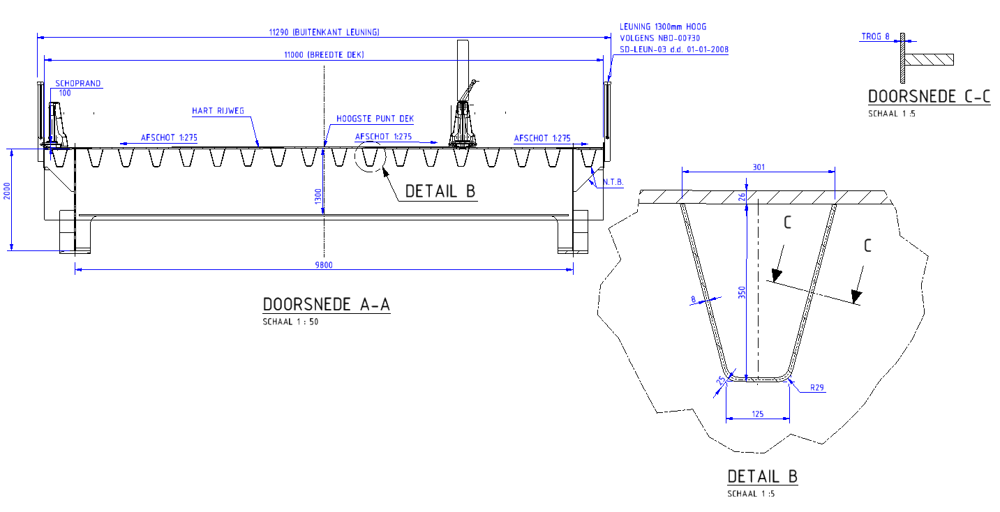 11290 (BUITENKANT LEUNING)
11000 (BREEDTE DEK)
LEUNING 1300mm HOOG
VOLGENS NBD-00730
SD-LEUN-03 d.d. 01-01-2008
TROG 8
DOORSNEDE C-C
SCHAAL 1:5
SCHOPRAND
100
HART RIJWEG
HOOGSTE PUNT DEK
AFSCHOT 1:275
AFSCHOT 1:275
AFSCHOT 1:275
N.T.B.
DETAIL B
2000
1300
9800
DOORSNEDE A-A
SCHAAL 1 : 50
301
26
C
C
350
8
25
R29
125
DETAIL B
SCHAAL 1:5